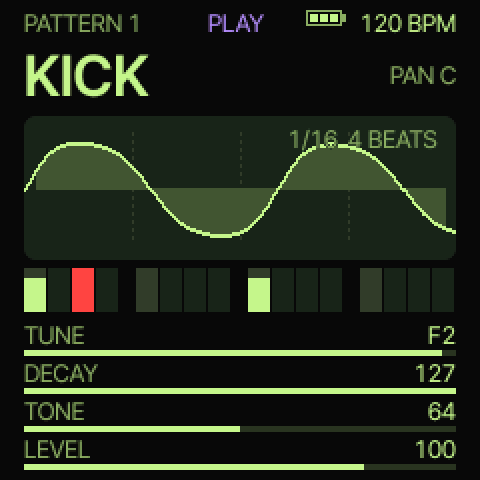 PATTERN 1 PLAY 120 BPM
KICK PAN C
1/16 4 BEATS
TUNE F2
DECAY 127
TONE 64
LEVEL 100